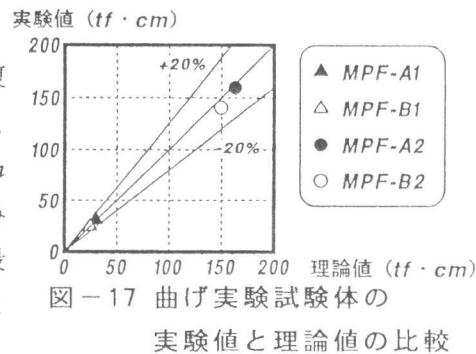 実験値 (tf・cm)
200
150
100
50
0
+20%
-20%
0 50 100 150 200 理論値 (tf・cm)
▲ MPF-A1
△ MPF-B1
● MPF-A2
○ MPF-B2
図－17 曲げ実験試験体の
実験値と理論値の比較